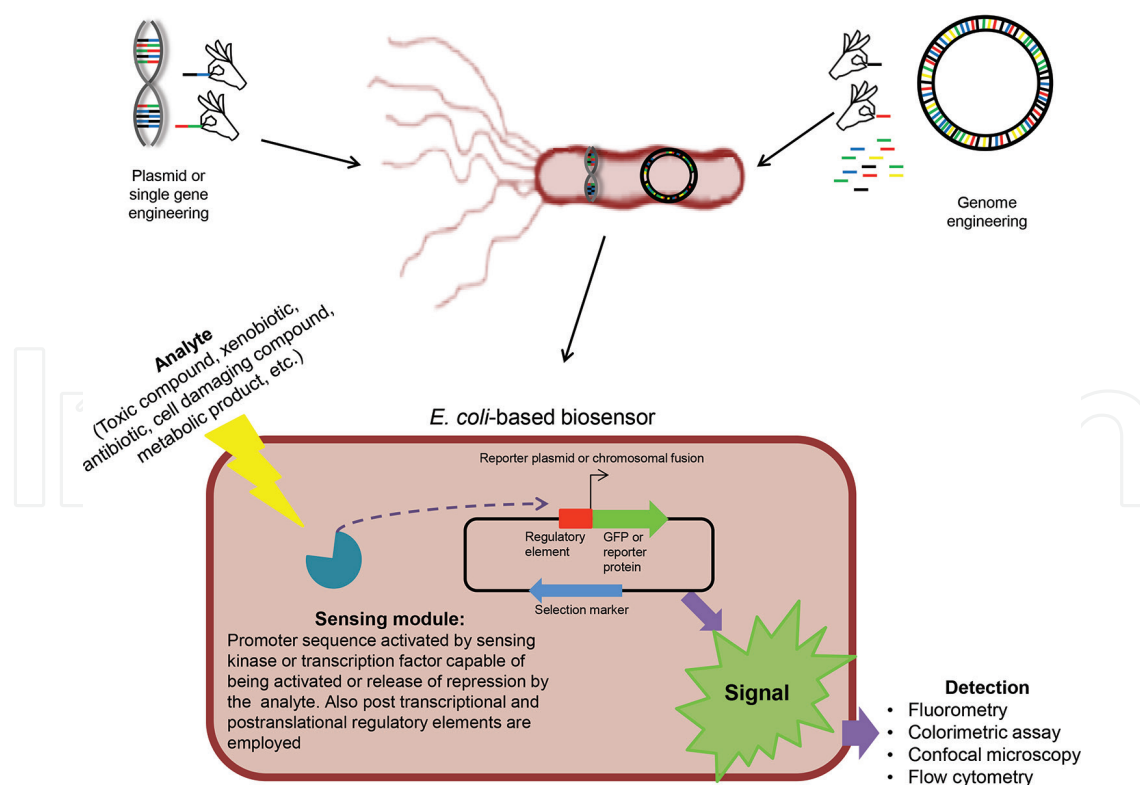 Plasmid or
single gene
engineering
Genome
engineering
Analyte
(Toxic compound, xenobiotic,
antibiotic, cell damaging compound,
metabolic product, etc.)
E. coli-based biosensor
Reporter plasmid or chromosomal fusion
Regulatory
element
GFP or
reporter
protein
Selection marker
Sensing module:
Promoter sequence activated by sensing
kinase or transcription factor capable of
being activated or release of repression by
the analyte. Also post transcriptional and
postranslational regulatory elements are
employed
Signal
Detection
• Fluorometry
• Colorimetric assay
• Confocal microscopy
• Flow cytometry